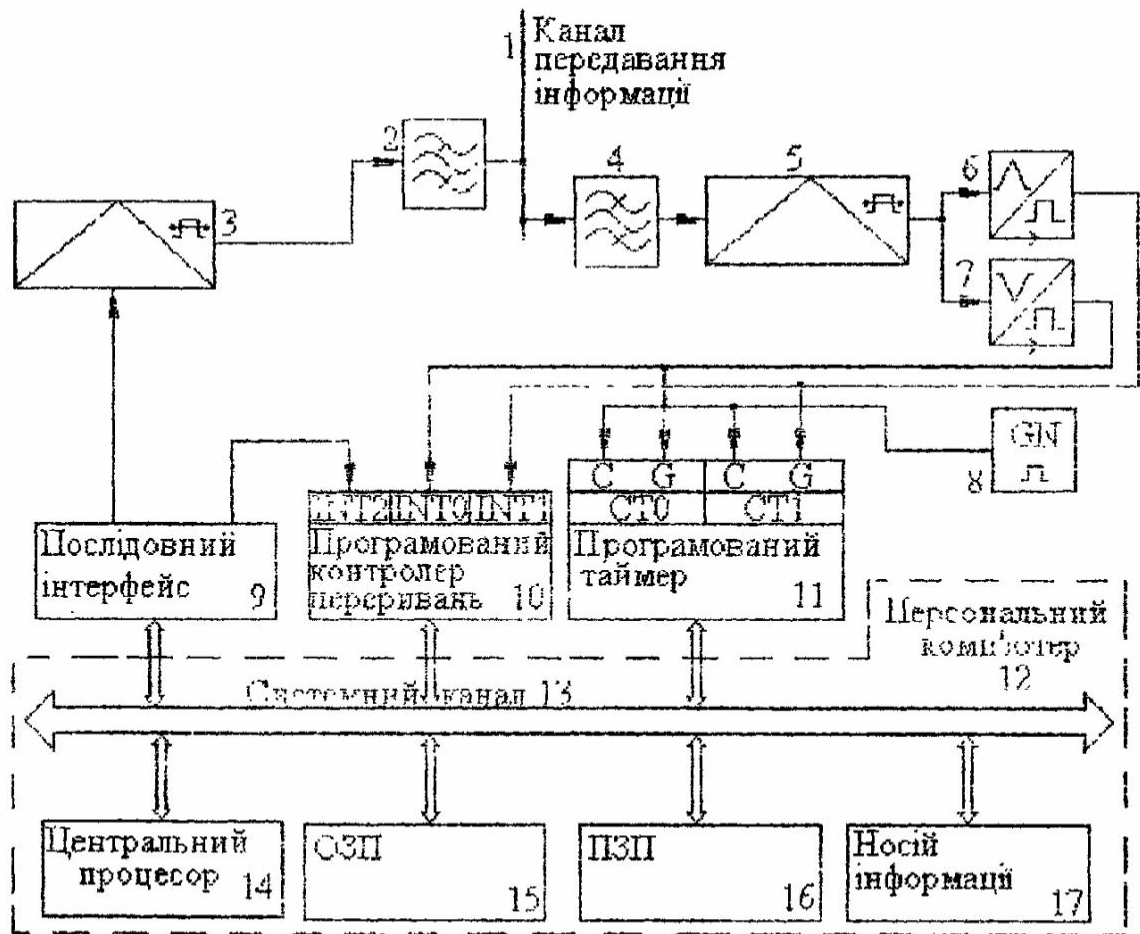 1 Канал
передавання
інформації
2
4
5
6
3
7
GN
8
C G C G
INT2 INT0 INT1
CT0 CT1
Послідовний
інтерфейс 9
Програмований
контролер
переривань 10
Програмований
таймер
11
Персональний
компютер
12
Системний канал 13
Центральний
процесор 14
ОЗП
15
ПЗП
16
Носій
інформації
17